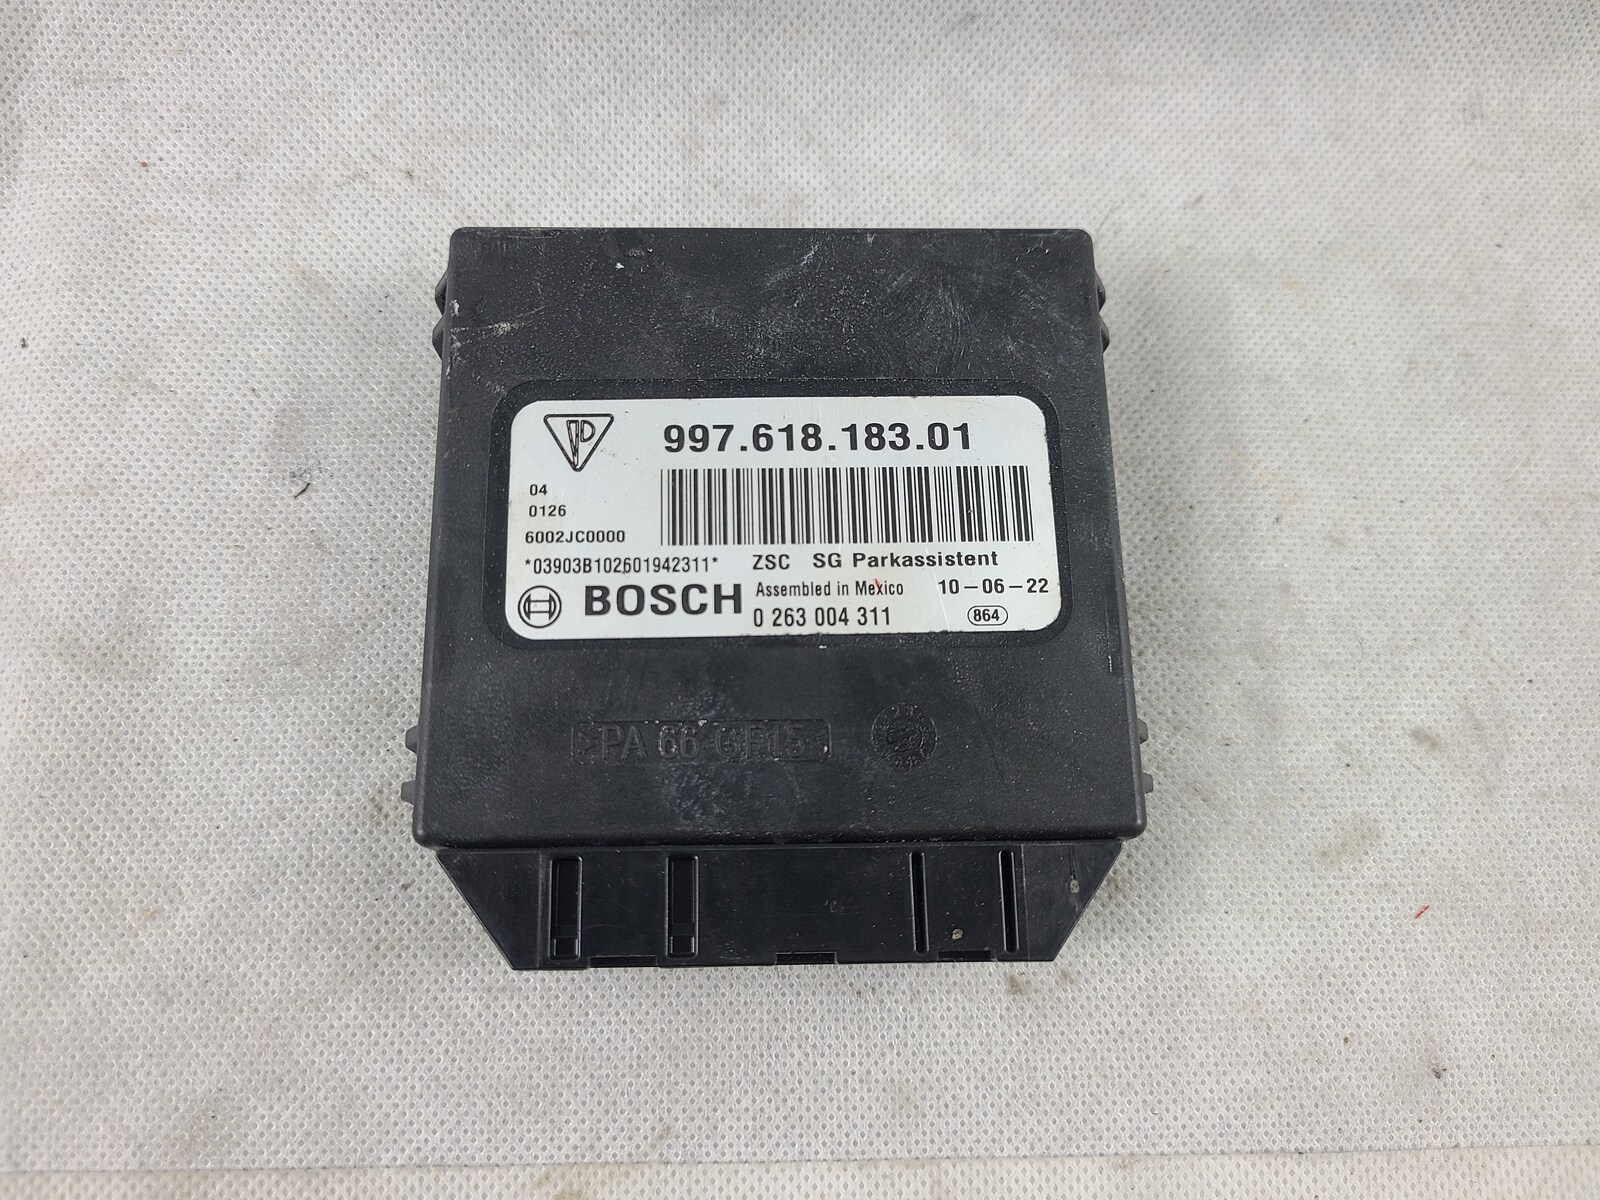 997.618.183.01
04
0126
6002JC0000
*03903B102601942311* ZSC SG Parkassistent
BOSCH Assembled in Mexico 10-06-22
0 263 004 311 864
>PA 66 GF15<